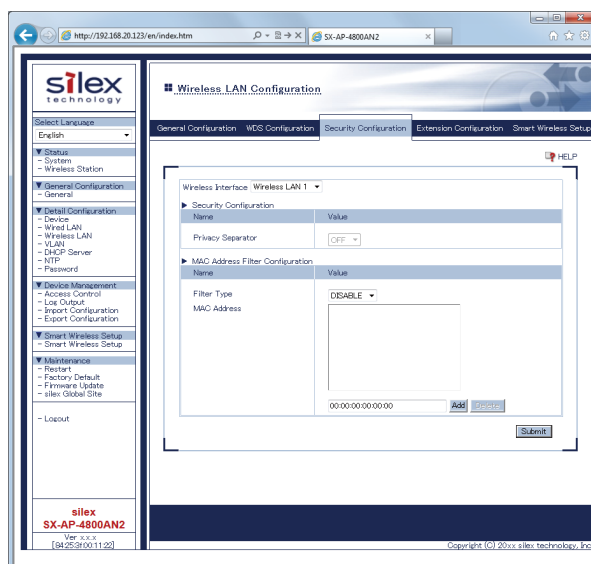 http://192.168.20.123/en/index.htm
SX-AP-4800AN2
silex
technology
Select Language
English
▼ Status
- System
- Wireless Station
▼ General Configuration
- General
▼ Detail Configuration
- Device
- Wired LAN
- Wireless LAN
- VLAN
- DHCP Server
- NTP
- Password
▼ Device Management
- Access Control
- Log Output
- Import Configuration
- Export Configuration
▼ Smart Wireless Setup
- Smart Wireless Setup
▼ Maintenance
- Restart
- Factory Default
- Firmware Update
- silex Global Site
- Logout
silex
SX-AP-4800AN2
Ver x.x.x
[84:25:3f:00:11:22]
Wireless LAN Configuration
General Configuration WDS Configuration Security Configuration Extension Configuration Smart Wireless Setup
HELP
Wireless Interface Wireless LAN 1
▶ Security Configuration
Name Value
Privacy Separator OFF
▶ MAC Address Filter Configuration
Name Value
Filter Type DISABLE
MAC Address
00:00:00:00:00:00 Add Delete
Submit
Copyright (C) 20xx silex technology, Inc